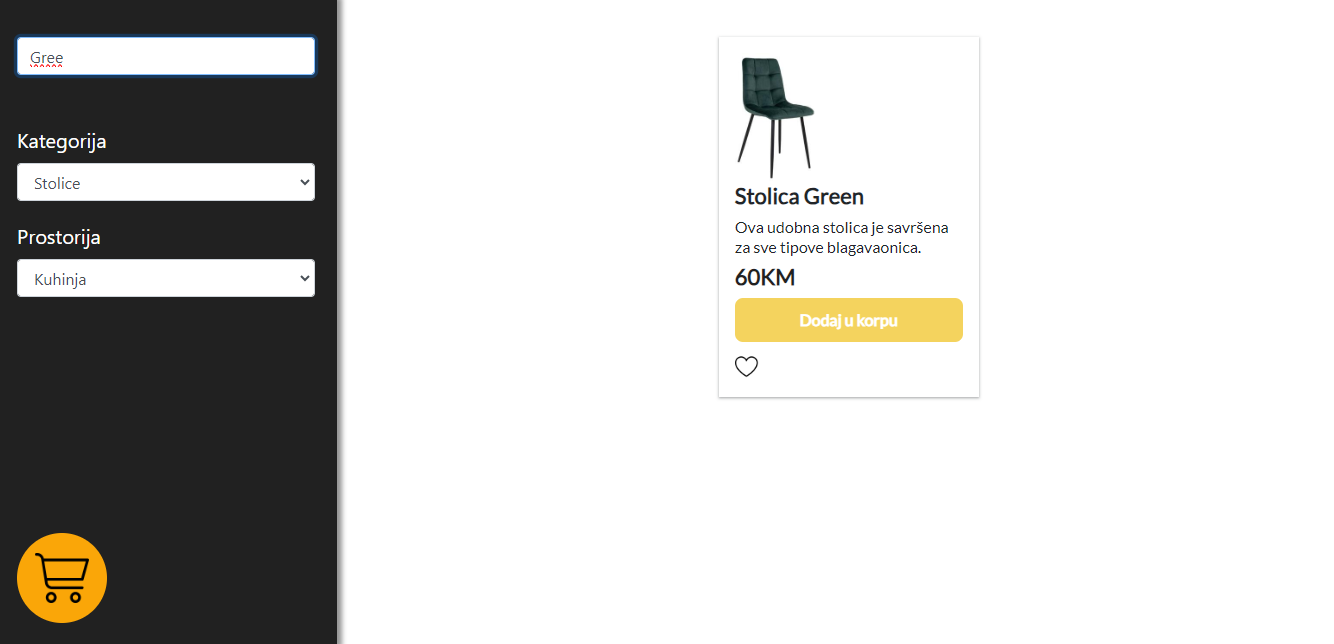 Gree
Kategorija
Stolice
Prostorija
Kuhinja
Stolica Green
Ova udobna stolica je savršena
za sve tipove blagavaonica.
60KM
Dodaj u korpu